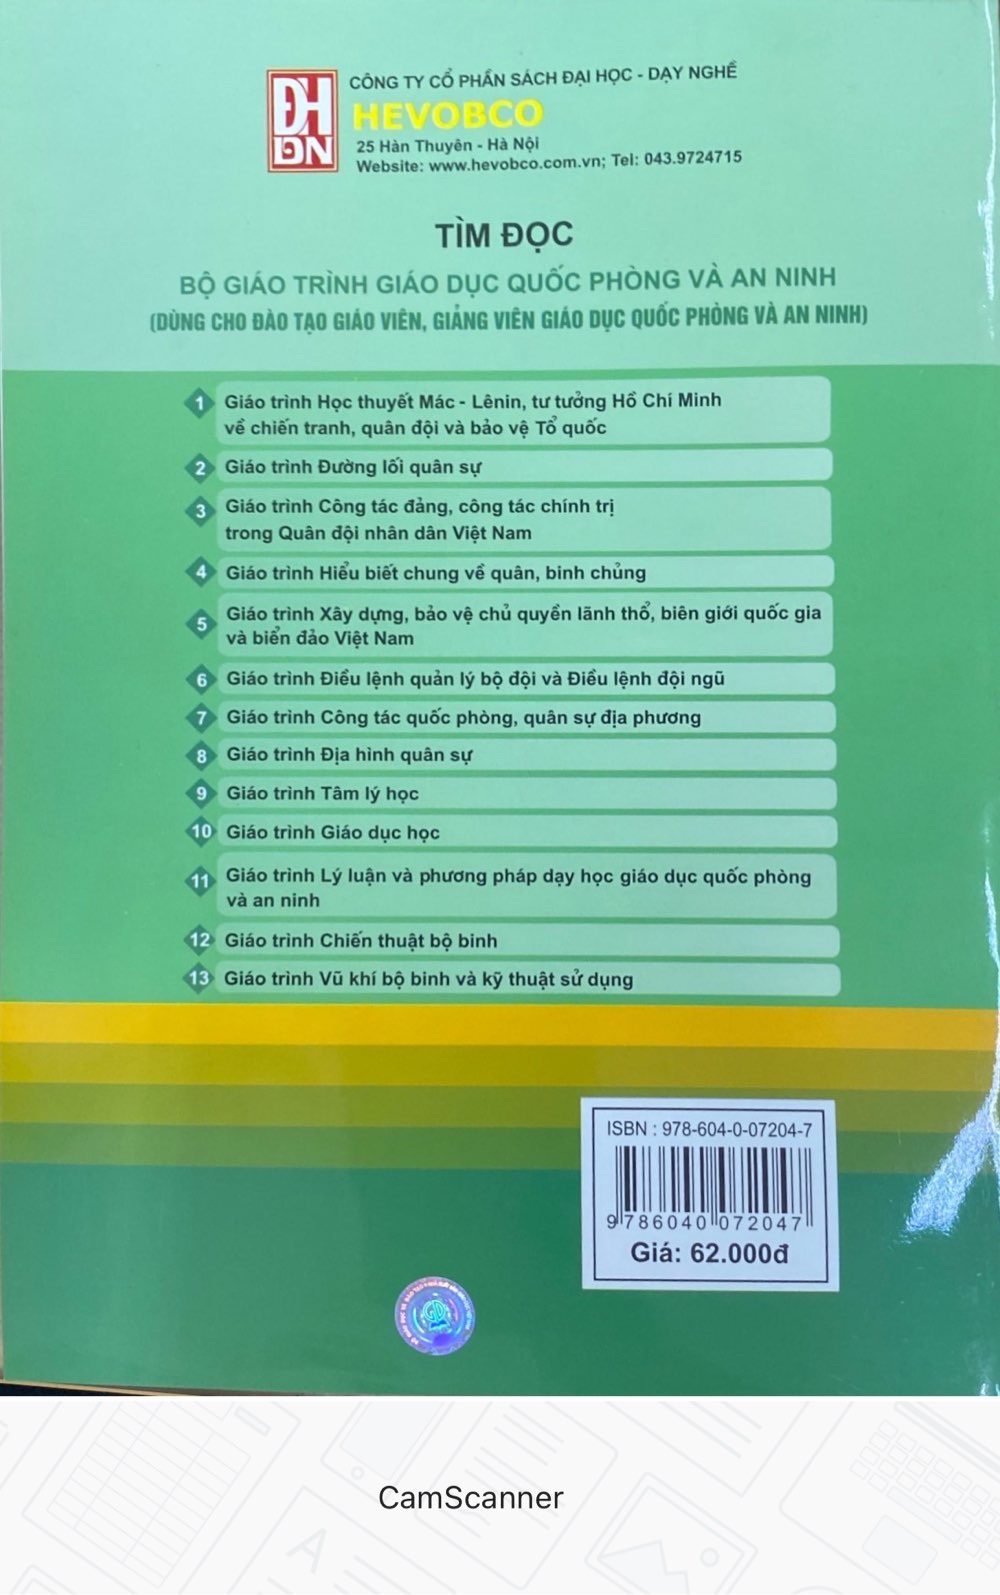 ĐH
DN
CÔNG TY CỔ PHẦN SÁCH ĐẠI HỌC - DẠY NGHỀ
HEVOBCO
25 Hàn Thuyên - Hà Nội
Website: www.hevobco.com.vn; Tel: 043.9724715
TÌM ĐỌC
BỘ GIÁO TRÌNH GIÁO DỤC QUỐC PHÒNG VÀ AN NINH
(DÙNG CHO ĐÀO TẠO GIÁO VIÊN, GIẢNG VIÊN GIÁO DỤC QUỐC PHÒNG VÀ AN NINH)
1 Giáo trình Học thuyết Mác - Lênin, tư tưởng Hồ Chí Minh
về chiến tranh, quân đội và bảo vệ Tổ quốc
2 Giáo trình Đường lối quân sự
3 Giáo trình Công tác đảng, công tác chính trị
trong Quân đội nhân dân Việt Nam
4 Giáo trình Hiểu biết chung về quân, binh chủng
5 Giáo trình Xây dựng, bảo vệ chủ quyền lãnh thổ, biên giới quốc gia
và biển đảo Việt Nam
6 Giáo trình Điều lệnh quản lý bộ đội và Điều lệnh đội ngũ
7 Giáo trình Công tác quốc phòng, quân sự địa phương
8 Giáo trình Địa hình quân sự
9 Giáo trình Tâm lý học
10 Giáo trình Giáo dục học
11 Giáo trình Lý luận và phương pháp dạy học giáo dục quốc phòng
và an ninh
12 Giáo trình Chiến thuật bộ binh
13 Giáo trình Vũ khí bộ binh và kỹ thuật sử dụng
ISBN : 978-604-0-07204-7
9 786040 072047
Giá: 62.000đ
GD
CamScanner